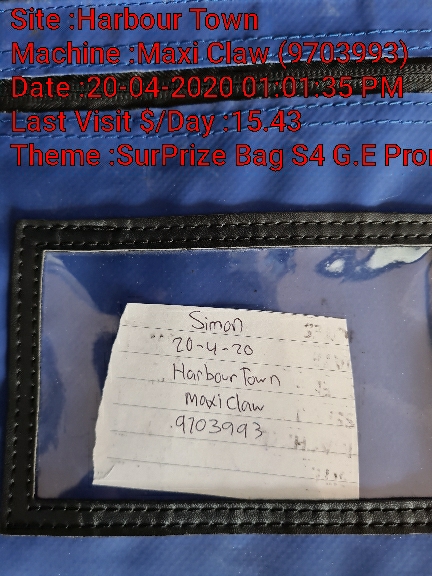 Site :Harbour Town
Machine :Maxi Claw (9703993)
Date :20-04-2020 01:01:35 PM
Last Visit $/Day :15.43
Theme :SurPrize Bag S4 G.E Pro
Simon
20-4-20
Harbour Town
maxi Claw
9703993